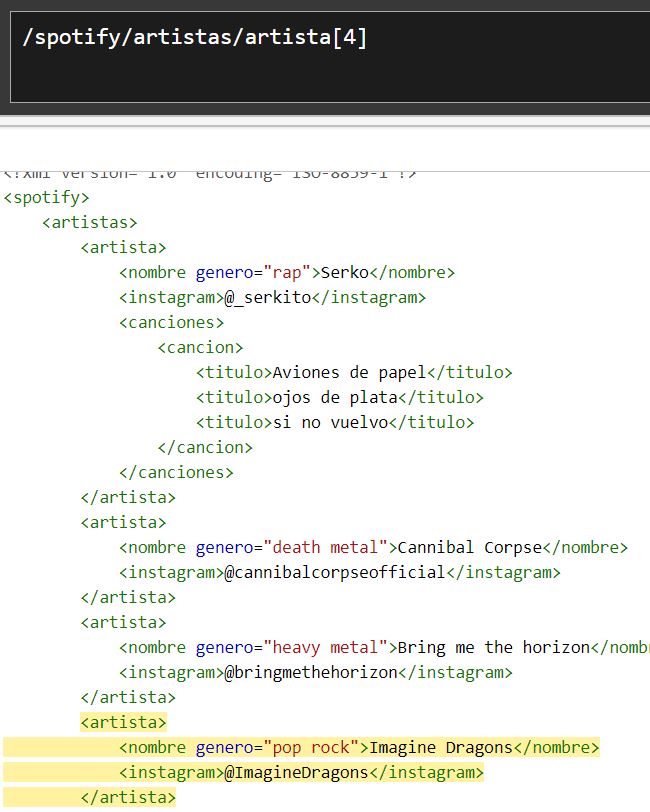 /spotify/artistas/artista[4]
<?xml version="1.0" encoding="ISO-8859-1"?>
<spotify>
<artistas>
<artista>
<nombre genero="rap">Serko</nombre>
<instagram>@_serkito</instagram>
<canciones>
<cancion>
<titulo>Aviones de papel</titulo>
<titulo>ojos de plata</titulo>
<titulo>si no vuelvo</titulo>
</cancion>
</canciones>
</artista>
<artista>
<nombre genero="death metal">Cannibal Corpse</nombre>
<instagram>@cannibalcorpseofficial</instagram>
</artista>
<artista>
<nombre genero="heavy metal">Bring me the horizon</nomb
<instagram>@bringmethehorizon</instagram>
</artista>
<artista>
<nombre genero="pop rock">Imagine Dragons</nombre>
<instagram>@ImagineDragons</instagram>
</artista>